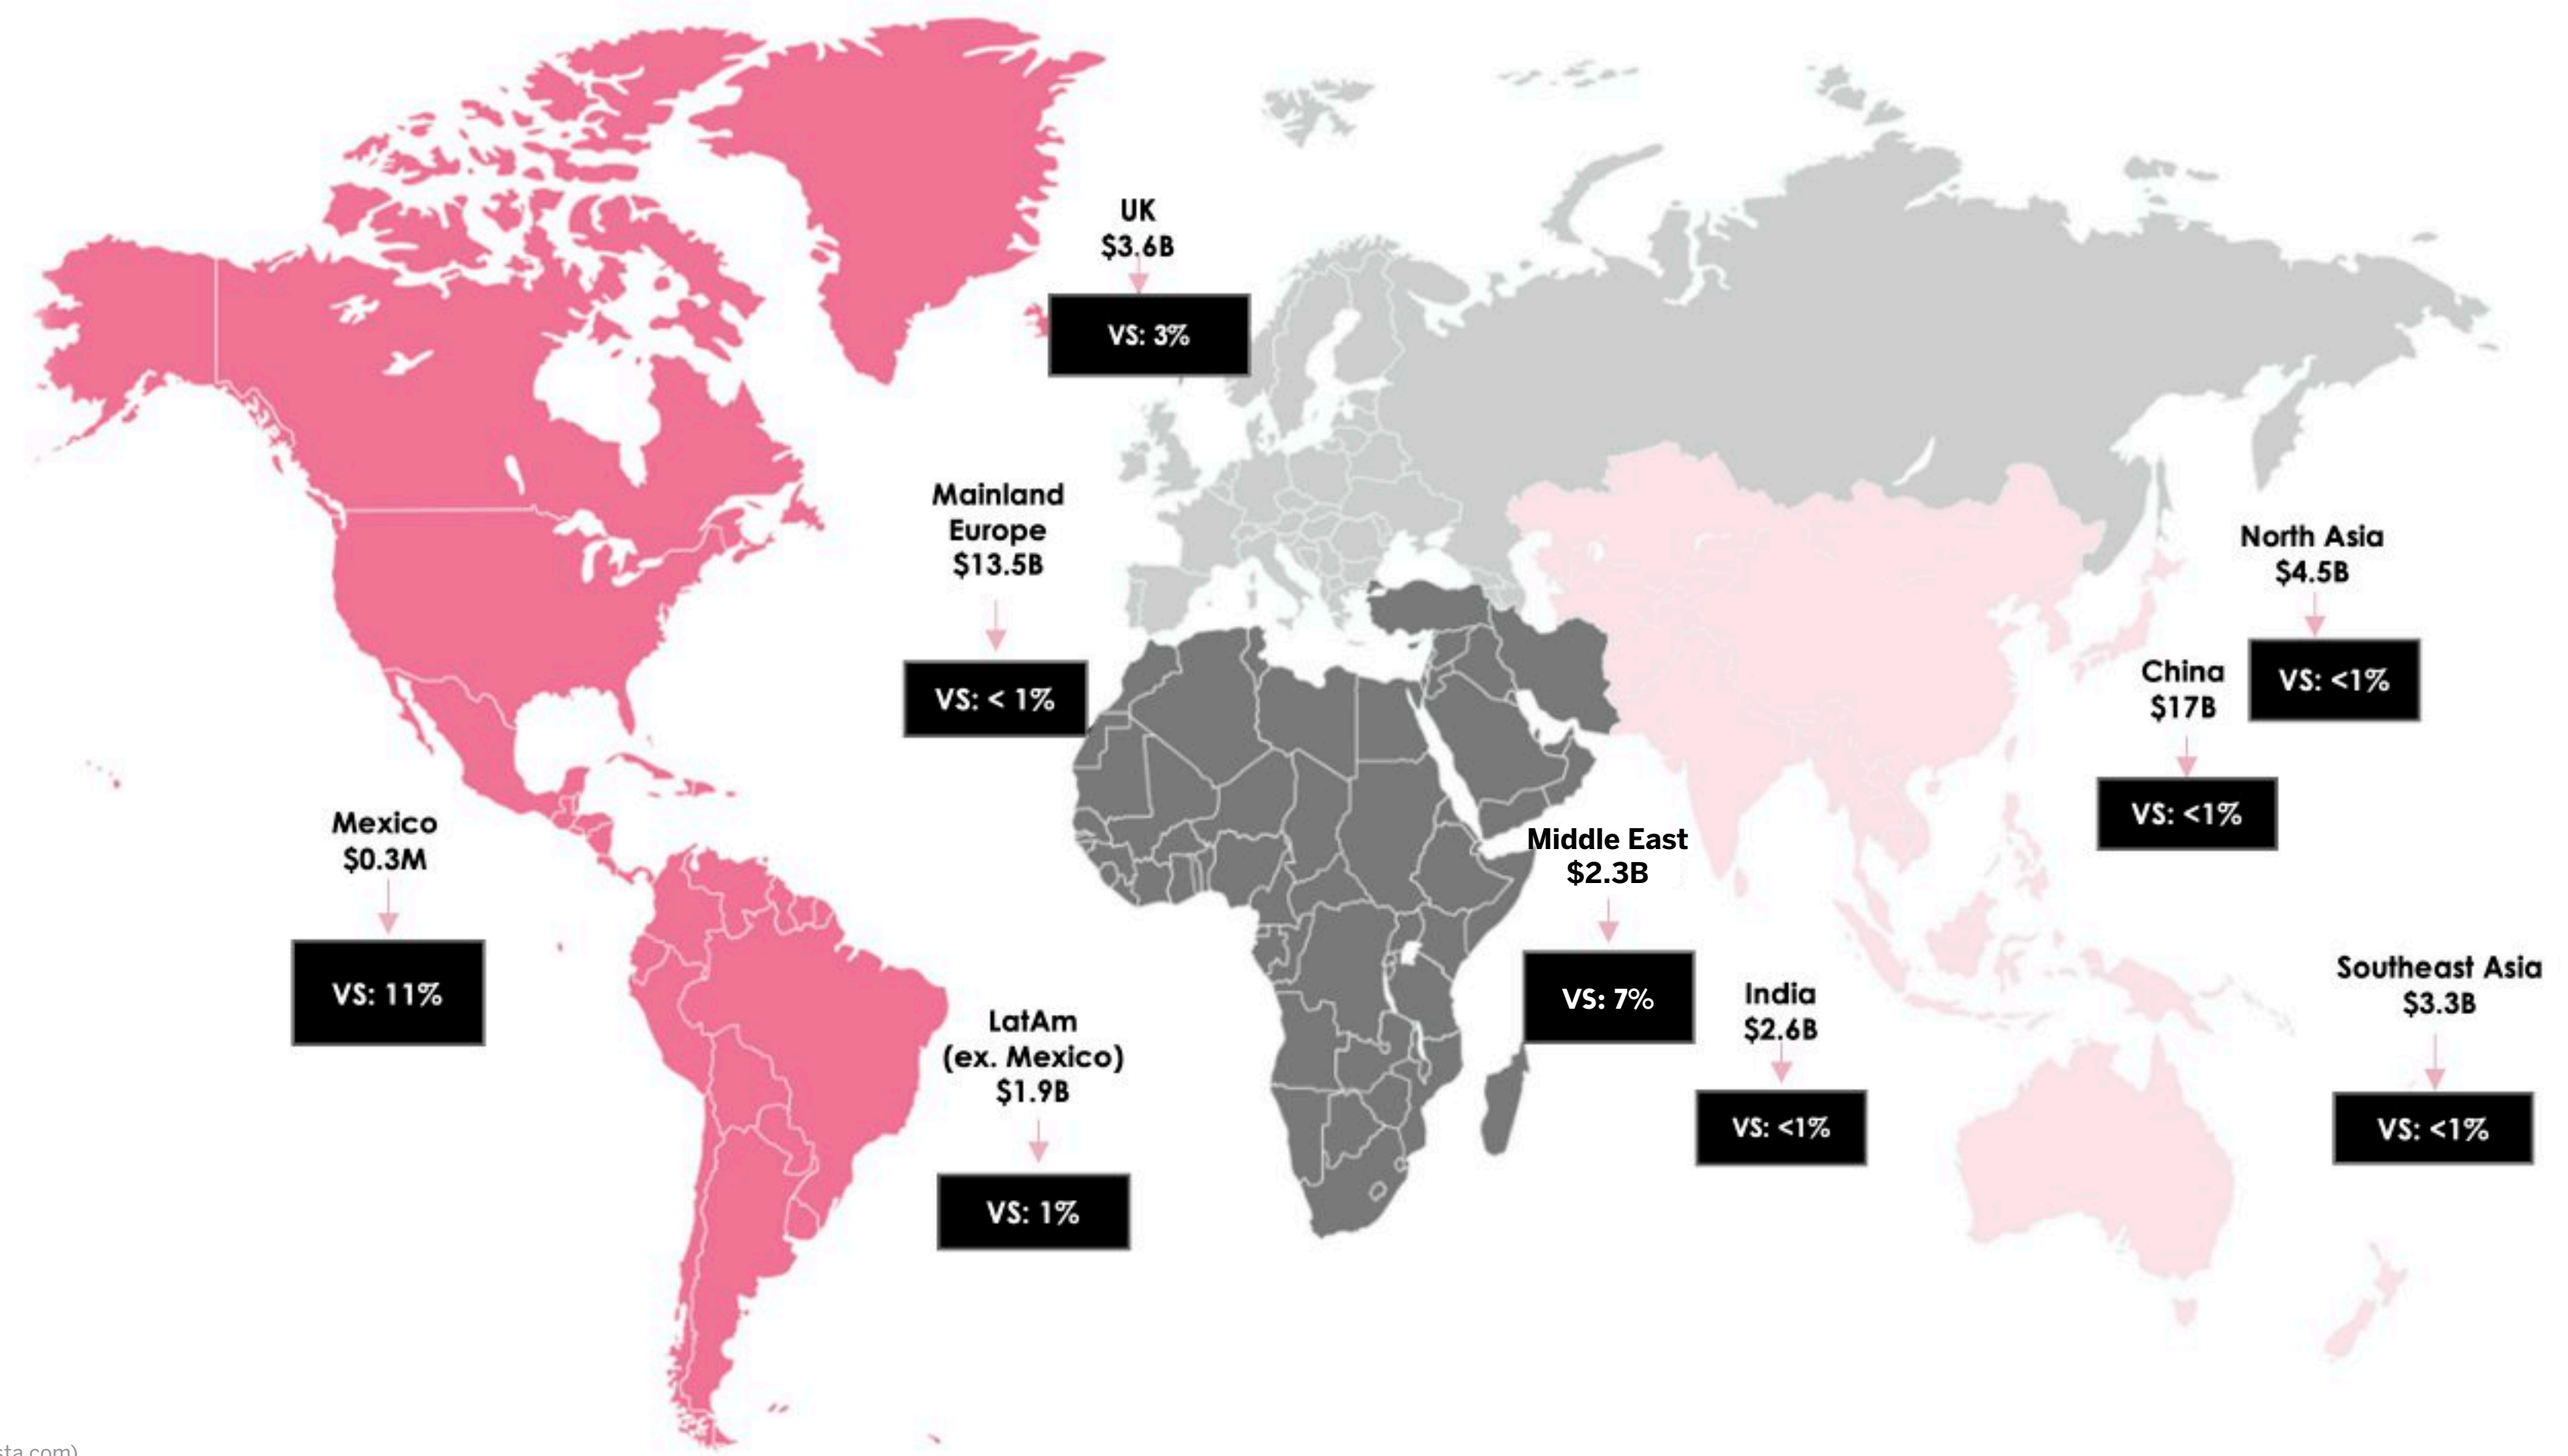 UK
$3.6B
VS: 3%
Mainland
Europe
$13.5B
VS: < 1%
North Asia
$4.5B
VS: <1%
China
$17B
VS: <1%
Mexico
$0.3M
VS: 11%
Middle East
$2.3B
VS: 7%
LatAm
(ex. Mexico)
$1.9B
VS: 1%
India
$2.6B
VS: <1%
Southeast Asia
$3.3B
VS: <1%
sta.com)